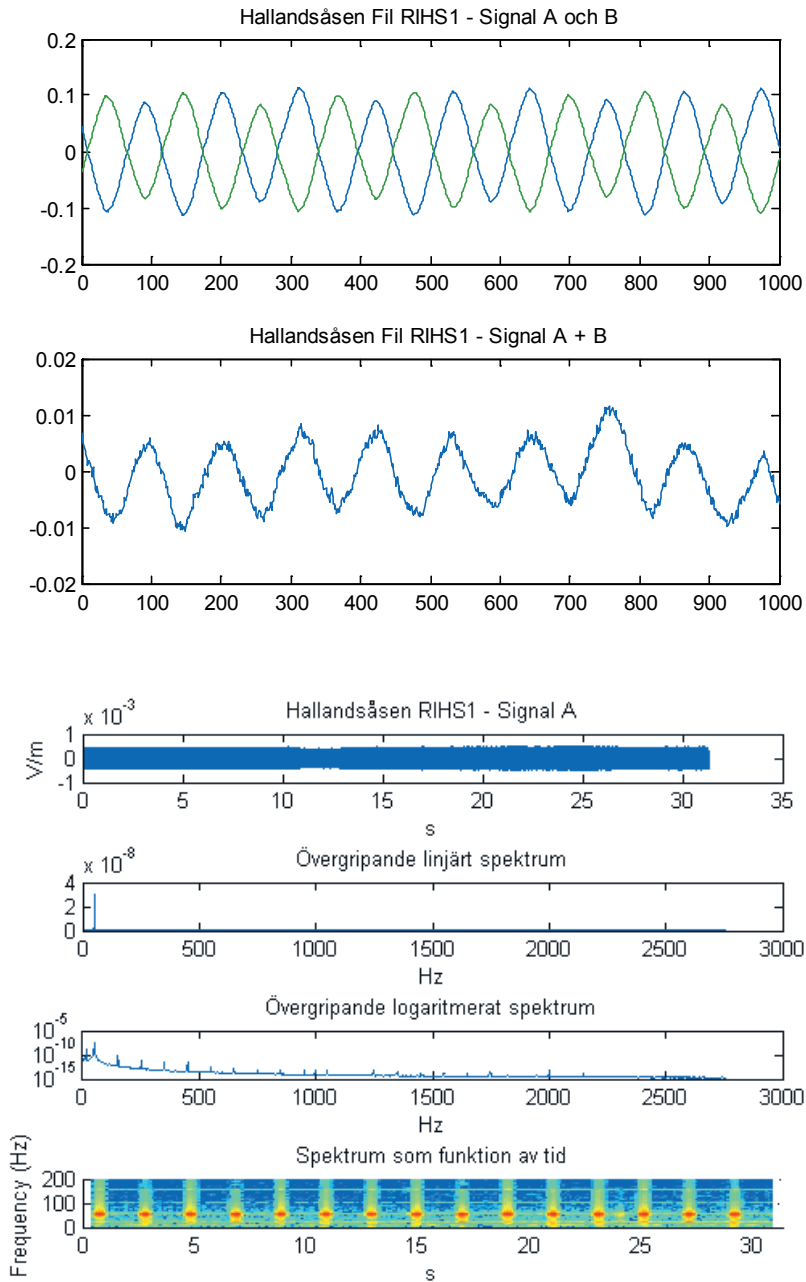 Hallandsåsen Fil RIHS1 - Signal A och B
0.2
0.1
0
-0.1
-0.2
0 100 200 300 400 500 600 700 800 900 1000
Hallandsåsen Fil RIHS1 - Signal A + B
0.02
0.01
0
-0.01
-0.02
0 100 200 300 400 500 600 700 800 900 1000
x 10^-3 Hallandsåsen RIHS1 - Signal A
V/m
1
0
-1
0 5 10 15 20 25 30 35
s
x 10^-8 Övergripande linjärt spektrum
4
2
0
0 500 1000 1500 2000 2500 3000
Hz
Övergripande logaritmerat spektrum
10^-5
10^-10
10^-15
0 500 1000 1500 2000 2500 3000
Hz
Spektrum som funktion av tid
Frequency (Hz)
200
100
0
0 5 10 15 20 25 30
s